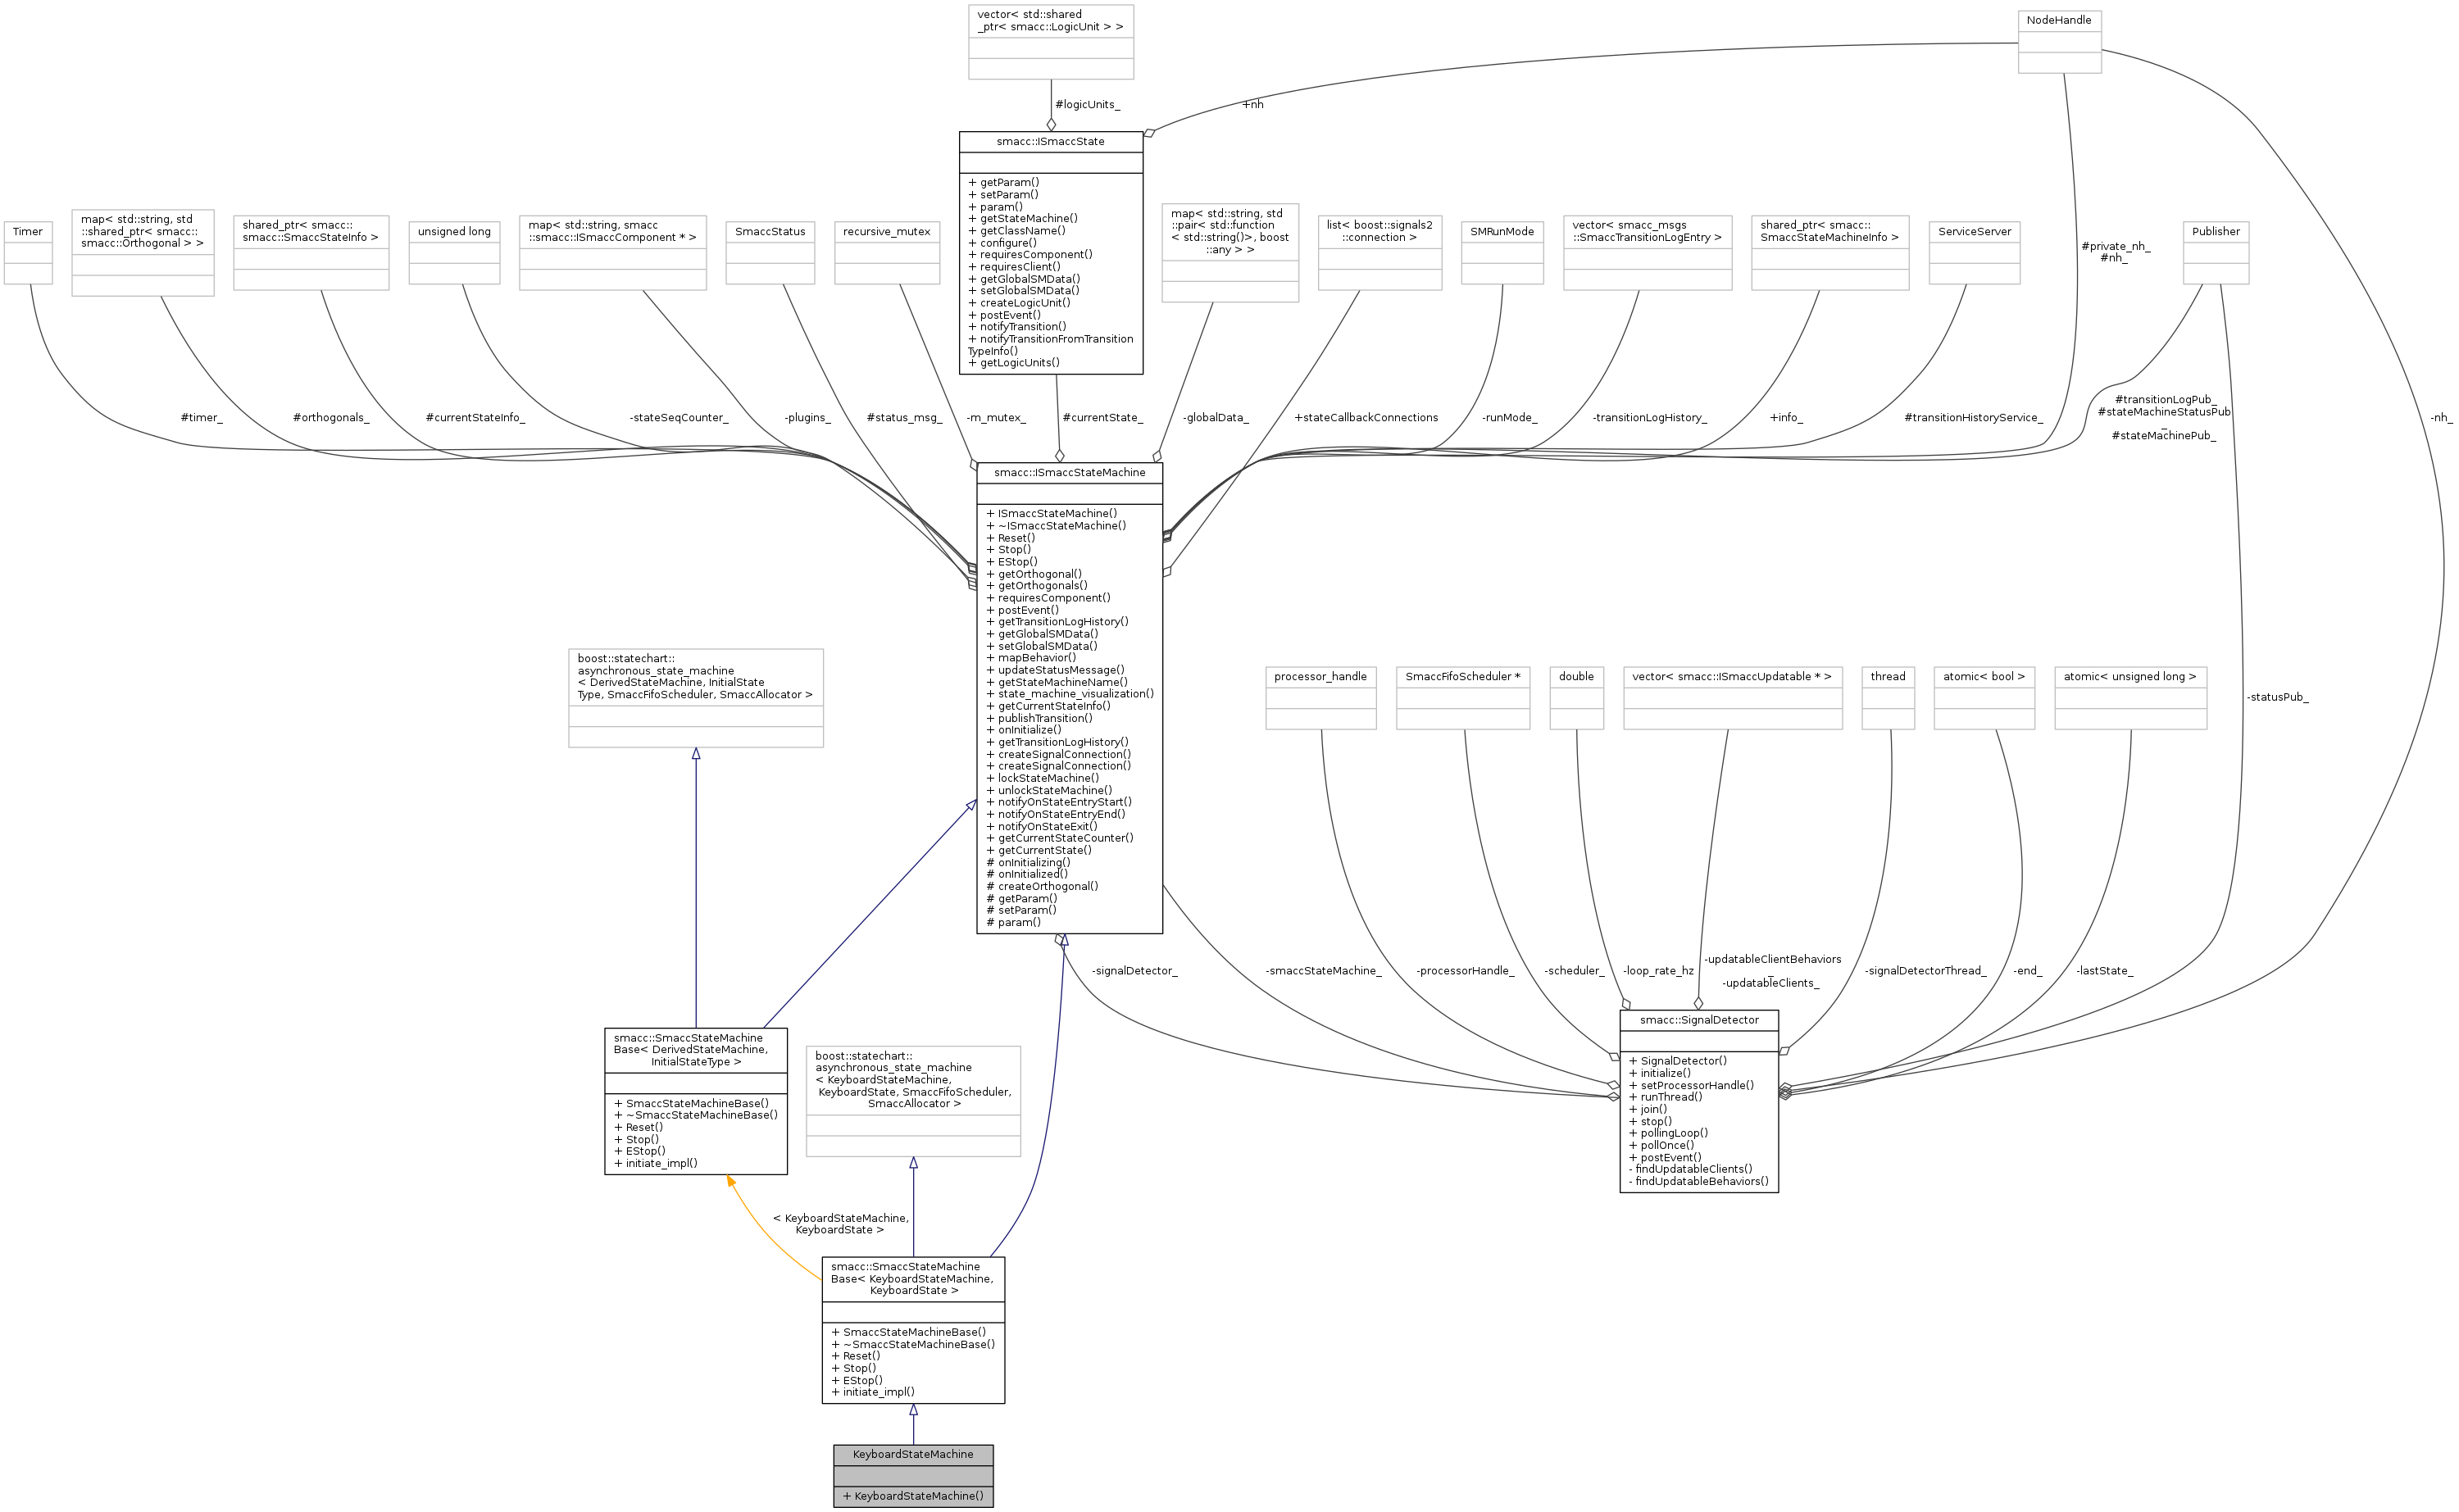 vector< std::shared
_ptr< smacc::LogicUnit > >
NodeHandle
#logicUnits_
+nh
smacc::ISmaccState
+ getParam()
+ setParam()
+ param()
+ getStateMachine()
+ getClassName()
+ configure()
+ requiresComponent()
+ requiresClient()
+ getGlobalSMData()
+ setGlobalSMData()
+ createLogicUnit()
+ postEvent()
+ notifyTransition()
+ notifyTransitionFromTransition
TypeInfo()
+ getLogicUnits()
Timer
map< std::string, std
::shared_ptr< smacc::
smacc::Orthogonal > >
shared_ptr< smacc::
smacc::SmaccStateInfo >
unsigned long
map< std::string, smacc
::smacc::ISmaccComponent * >
SmaccStatus
recursive_mutex
map< std::string, std
::pair< std::function
< std::string()>, boost
::any > >
list< boost::signals2
::connection >
SMRunMode
vector< smacc_msgs
::SmaccTransitionLogEntry >
shared_ptr< smacc::
SmaccStateMachineInfo >
ServiceServer
#private_nh_
#nh_
Publisher
#timer_
#orthogonals_
#currentStateInfo_
-stateSeqCounter_
-plugins_
#status_msg_
-m_mutex_
#currentState_
-globalData_
+stateCallbackConnections
-runMode_
-transitionLogHistory_
+info_
#transitionHistoryService_
#transitionLogPub_
#stateMachineStatusPub
_
#stateMachinePub_
-nh_
smacc::ISmaccStateMachine
+ ISmaccStateMachine()
+ ~ISmaccStateMachine()
+ Reset()
+ Stop()
+ EStop()
+ getOrthogonal()
+ getOrthogonals()
+ requiresComponent()
+ postEvent()
+ getTransitionLogHistory()
+ getGlobalSMData()
+ setGlobalSMData()
+ mapBehavior()
+ updateStatusMessage()
+ getStateMachineName()
+ state_machine_visualization()
+ getCurrentStateInfo()
+ publishTransition()
+ onInitialize()
+ getTransitionLogHistory()
+ createSignalConnection()
+ createSignalConnection()
+ lockStateMachine()
+ unlockStateMachine()
+ notifyOnStateEntryStart()
+ notifyOnStateEntryEnd()
+ notifyOnStateExit()
+ getCurrentStateCounter()
+ getCurrentState()
# onInitializing()
# onInitialized()
# createOrthogonal()
# getParam()
# setParam()
# param()
boost::statechart::
asynchronous_state_machine
< DerivedStateMachine, InitialState
Type, SmaccFifoScheduler, SmaccAllocator >
processor_handle
SmaccFifoScheduler *
double
vector< smacc::ISmaccUpdatable * >
thread
atomic< bool >
atomic< unsigned long >
-statusPub_
-signalDetector_
-smaccStateMachine_
-processorHandle_
-scheduler_
-loop_rate_hz
-updatableClientBehaviors
_
-updatableClients_
-signalDetectorThread_
-end_
-lastState_
smacc::SignalDetector
+ SignalDetector()
+ initialize()
+ setProcessorHandle()
+ runThread()
+ join()
+ stop()
+ pollingLoop()
+ pollOnce()
+ postEvent()
- findUpdatableClients()
- findUpdatableBehaviors()
smacc::SmaccStateMachine
Base< DerivedStateMachine,
InitialStateType >
+ SmaccStateMachineBase()
+ ~SmaccStateMachineBase()
+ Reset()
+ Stop()
+ EStop()
+ initiate_impl()
boost::statechart::
asynchronous_state_machine
< KeyboardStateMachine,
KeyboardState, SmaccFifoScheduler,
SmaccAllocator >
< KeyboardStateMachine,
KeyboardState >
smacc::SmaccStateMachine
Base< KeyboardStateMachine,
KeyboardState >
+ SmaccStateMachineBase()
+ ~SmaccStateMachineBase()
+ Reset()
+ Stop()
+ EStop()
+ initiate_impl()
KeyboardStateMachine
+ KeyboardStateMachine()